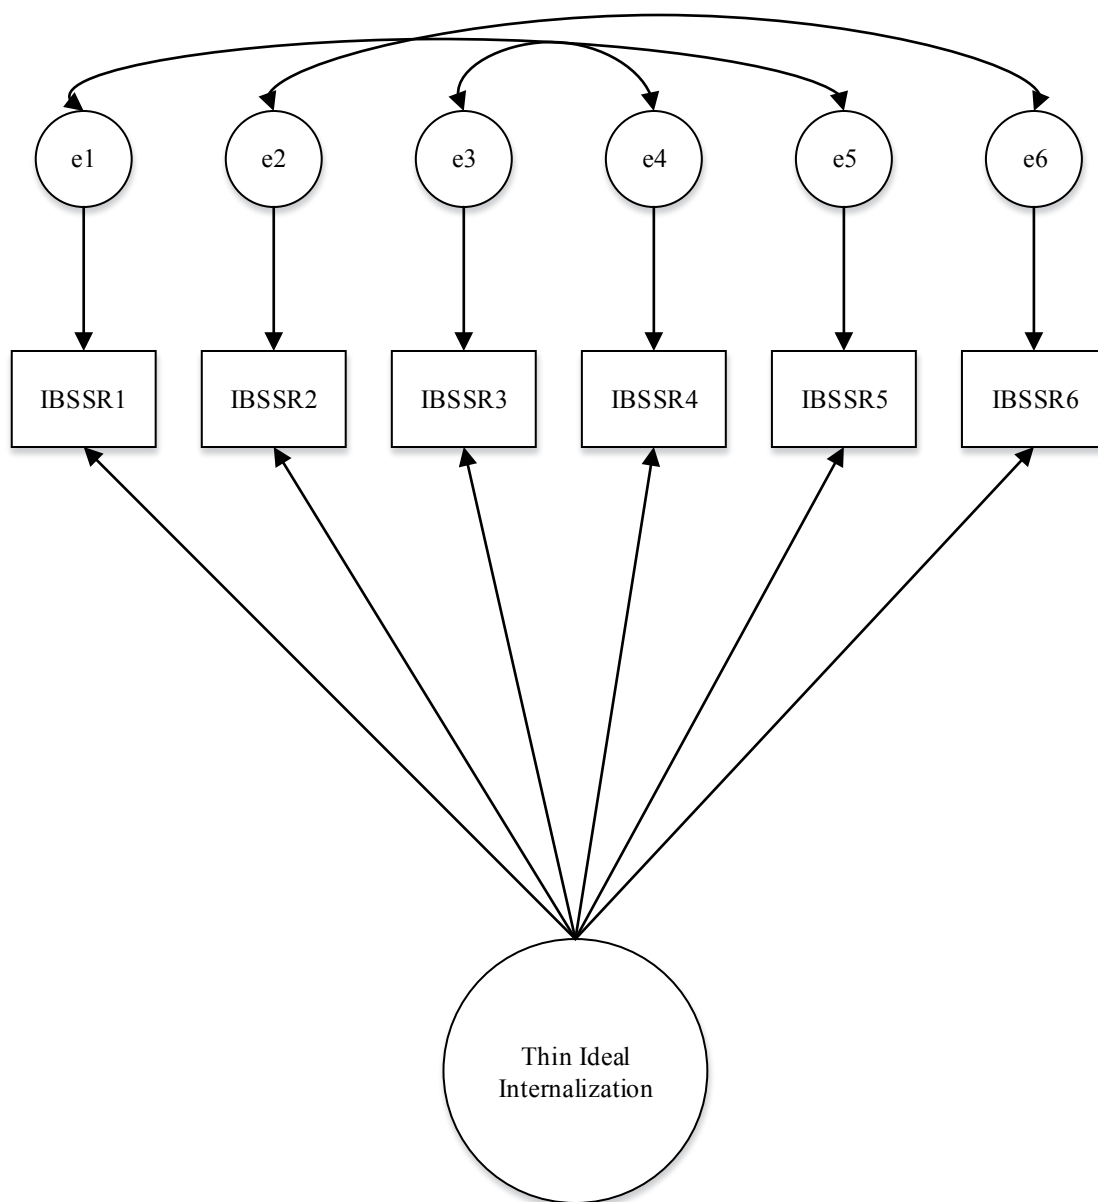 e1
e2
e3
e4
e5
e6
IBSSR1
IBSSR2
IBSSR3
IBSSR4
IBSSR5
IBSSR6
Thin Ideal
Internalization